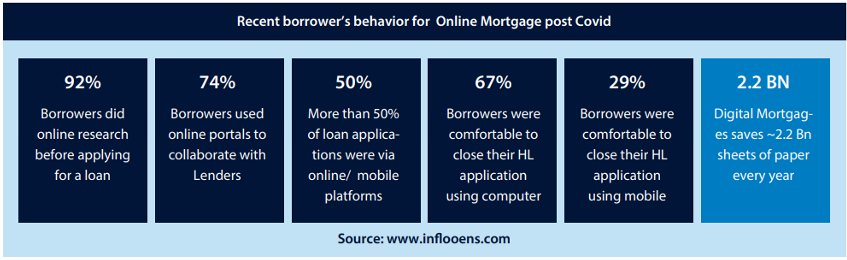 Recent borrower's behavior for Online Mortgage post Covid
92%
Borrowers did
online research
before applying
for a loan
74%
Borrowers used
online portals to
collaborate with
Lenders
50%
More than 50%
of loan applica-
tions were via
online/ mobile
platforms
67%
Borrowers were
comfortable to
close their HL
application
using computer
29%
Borrowers were
comfortable to
close their HL
application
using mobile
2.2 BN
Digital Mortgag-
es saves ~2.2 Bn
sheets of paper
every year
Source: www.inflooens.com